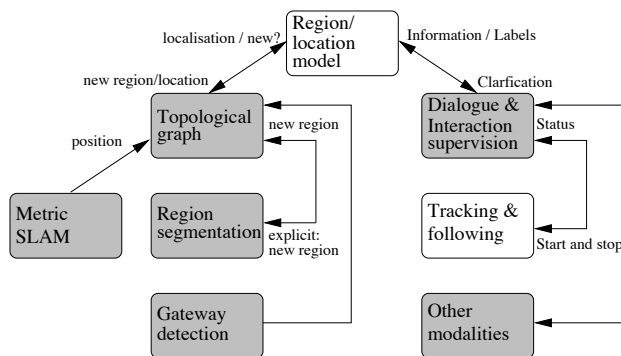 Region/
location
model
localisation / new?
Information / Labels
new region/location
Clarfication
Topological
graph
new region
Dialogue &
Interaction
supervision
Status
position
Metric
SLAM
Region
segmentation
explicit:
new region
Tracking &
following
Start and stop
Gateway
detection
Other
modalities